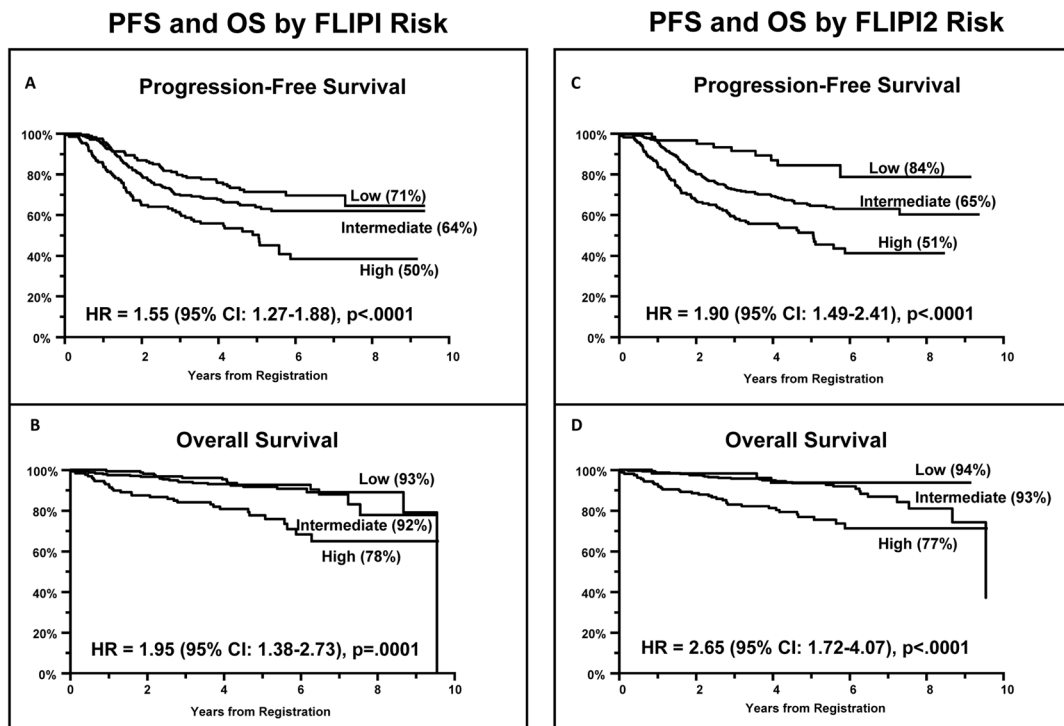 PFS and OS by FLIPI Risk
A
Progression-Free Survival
100%
80%
60%
40%
20%
0%
Low (71%)
Intermediate (64%)
High (50%)
HR = 1.55 (95% CI: 1.27-1.88), p<.0001
0 2 4 6 8 10
Years from Registration
B
Overall Survival
100%
80%
60%
40%
20%
0%
Low (93%)
Intermediate (92%)
High (78%)
HR = 1.95 (95% CI: 1.38-2.73), p=.0001
0 2 4 6 8 10
Years from Registration
PFS and OS by FLIPI2 Risk
C
Progression-Free Survival
100%
80%
60%
40%
20%
0%
Low (84%)
Intermediate (65%)
High (51%)
HR = 1.90 (95% CI: 1.49-2.41), p<.0001
0 2 4 6 8 10
Years from Registration
D
Overall Survival
100%
80%
60%
40%
20%
0%
Low (94%)
Intermediate (93%)
High (77%)
HR = 2.65 (95% CI: 1.72-4.07), p<.0001
0 2 4 6 8 10
Years from Registration